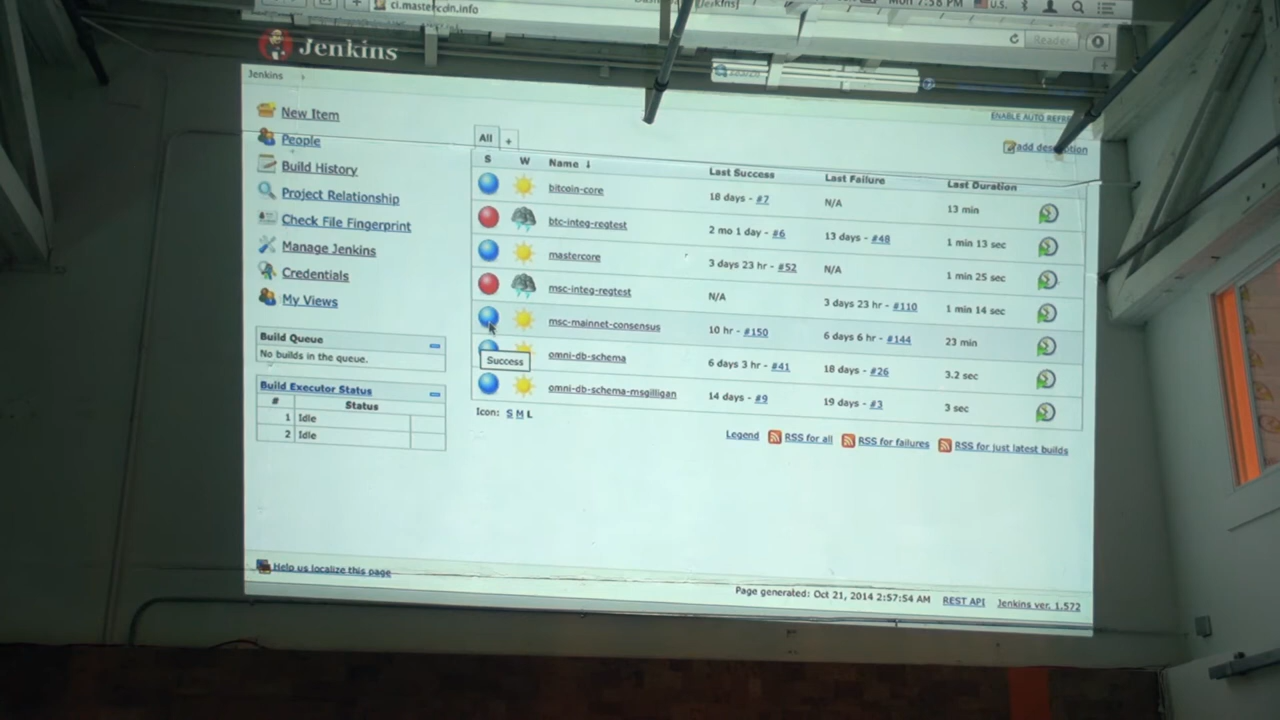 ci.mastercoin.info
Mon 7:58 PM
U.S.
Reader
Jenkins
Jenkins
ENABLE AUTO REFR
add description
New Item
People
Build History
Project Relationship
Check File Fingerprint
Manage Jenkins
Credentials
My Views
Build Queue
No builds in the queue.
Build Executor Status
# Status
1 Idle
2 Idle
All +
S W Name ↓ Last Success Last Failure Last Duration
bitcoin-core 18 days - #7 N/A 13 min
btc-integ-regtest 2 mo 1 day - #6 13 days - #48 1 min 13 sec
mastercore 3 days 23 hr - #52 N/A 1 min 25 sec
msc-integ-regtest N/A 3 days 23 hr - #110 1 min 14 sec
msc-mainnet-consensus 10 hr - #150 6 days 6 hr - #144 23 min
omni-db-schema 6 days 3 hr - #41 18 days - #26 3.2 sec
Success
omni-db-schema-msgilligan 14 days - #9 19 days - #3 3 sec
Icon: S M L
Legend RSS for all RSS for failures RSS for just latest builds
Help us localize this page
Page generated: Oct 21, 2014 2:57:54 AM REST API Jenkins ver. 1.572